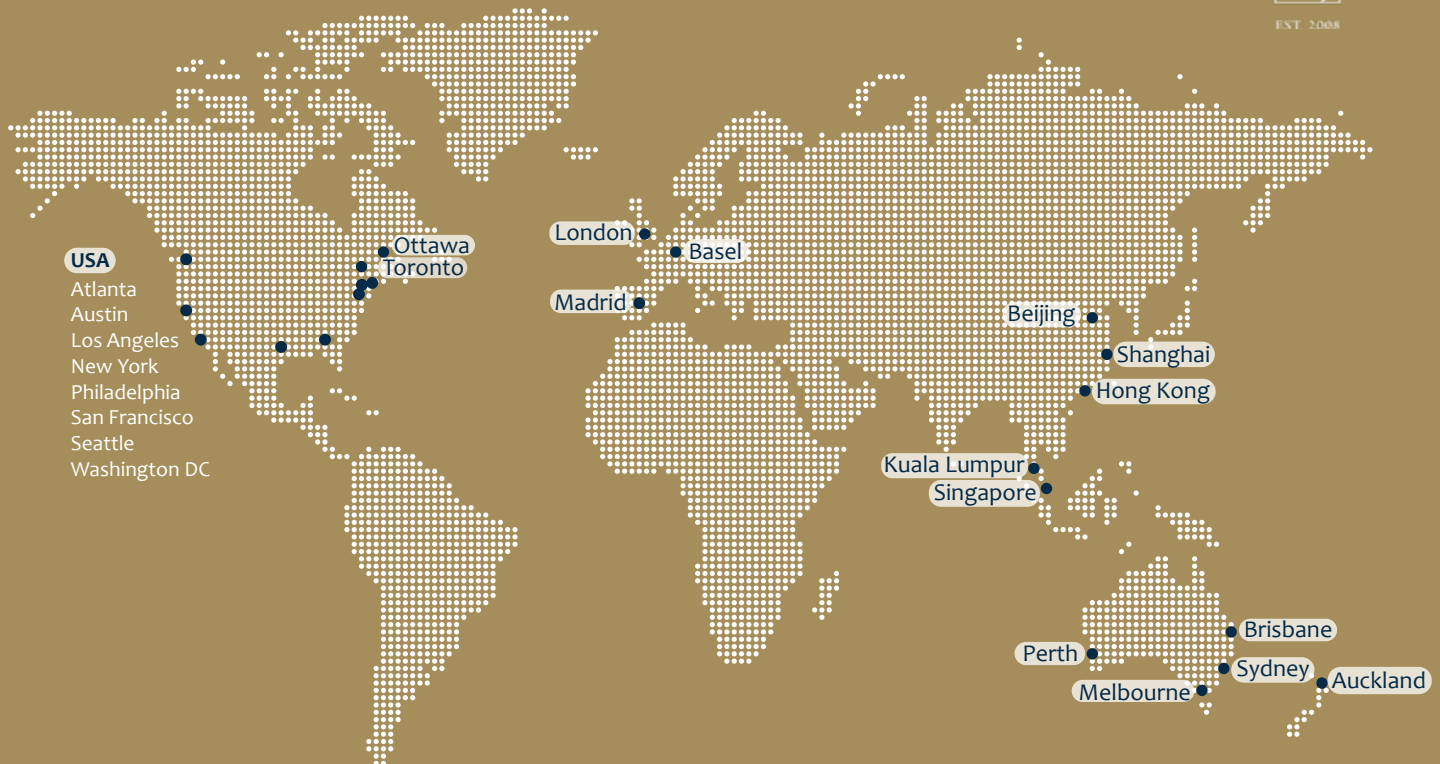 EST. 2008
USA
Atlanta
Austin
Los Angeles
New York
Philadelphia
San Francisco
Seattle
Washington DC
Ottawa
Toronto
London
Basel
Madrid
Beijing
Shanghai
Hong Kong
Kuala Lumpur
Singapore
Brisbane
Perth
Sydney
Melbourne
Auckland